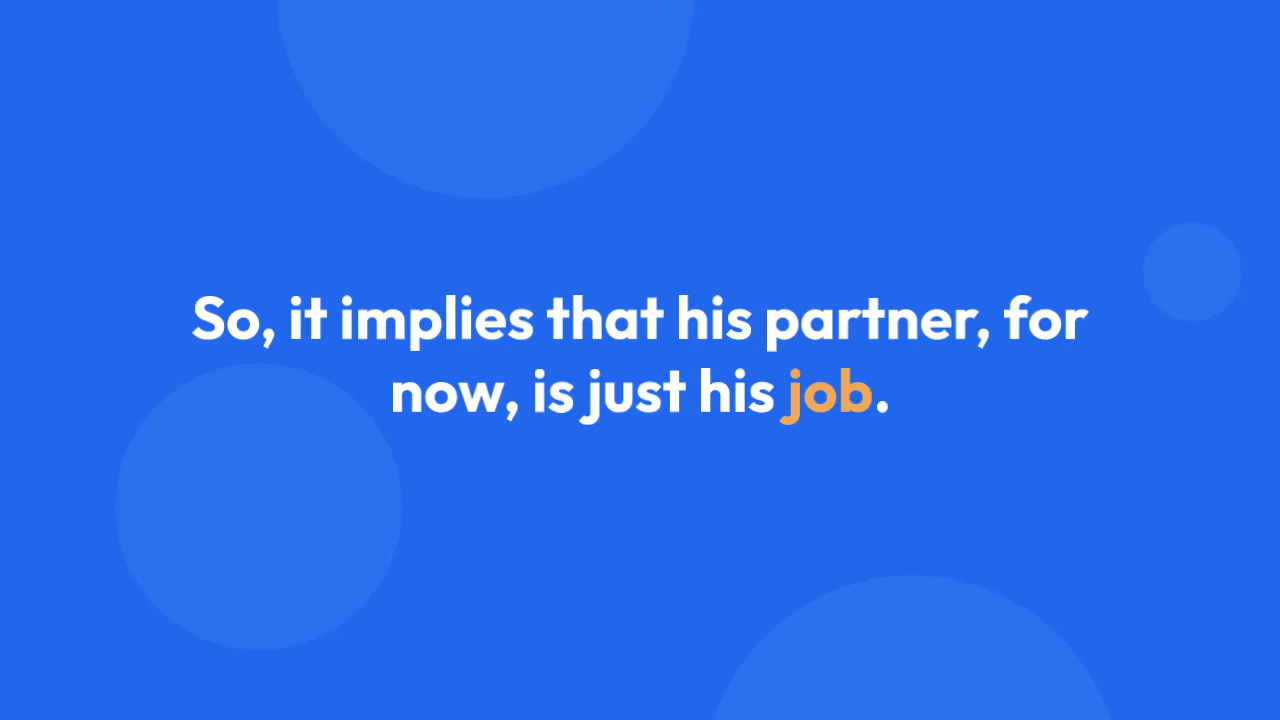 So, it implies that his partner, for
now, is just his job.